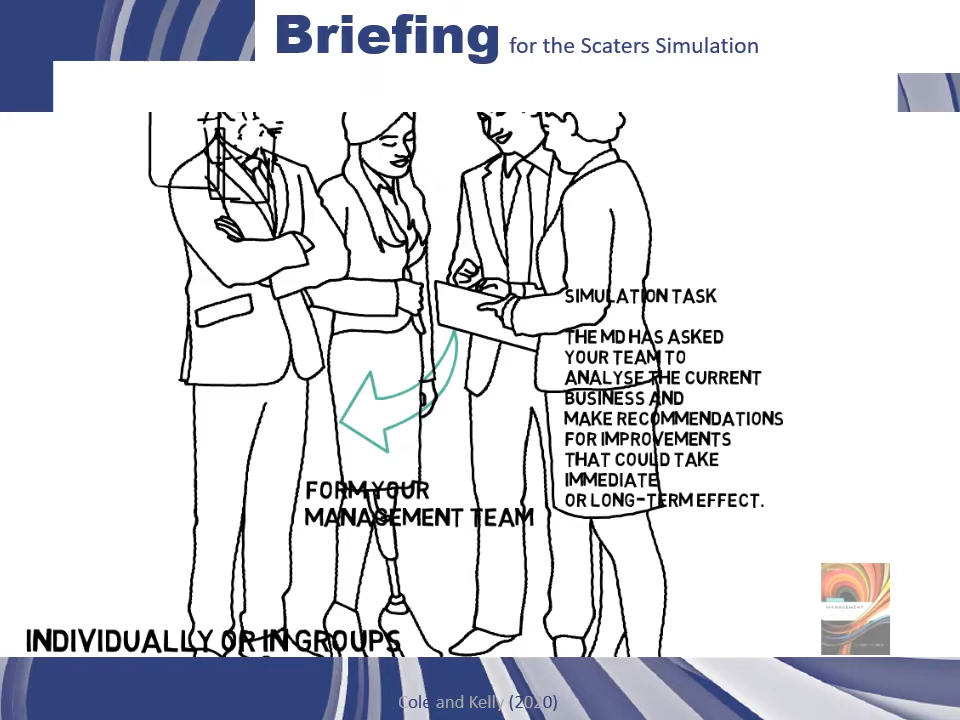 Briefing for the Scaters Simulation
SIMULATION TASK
THE MD HAS ASKED
YOUR TEAM TO
ANALYSE THE CURRENT
BUSINESS AND
MAKE RECOMMENDATIONS
FOR IMPROVEMENTS
THAT COULD TAKE
IMMEDIATE
OR LONG-TERM EFFECT.
FORM YOUR
MANAGEMENT TEAM
INDIVIDUALLY OR IN GROUPS
MANAGEMENT
Cole and Kelly (2020)